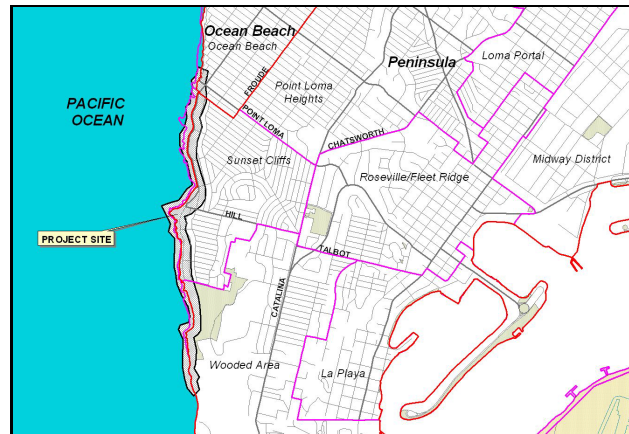 Ocean Beach
Ocean Beach
Peninsula
Loma Portal
FROUDE
Point Loma
Heights
PACIFIC
OCEAN
POINT LOMA
CHATSWORTH
Sunset Cliffs
Midway District
Roseville/Fleet Ridge
HILL
PROJECT SITE
TALBOT
CATALINA
Wooded Area
La Playa